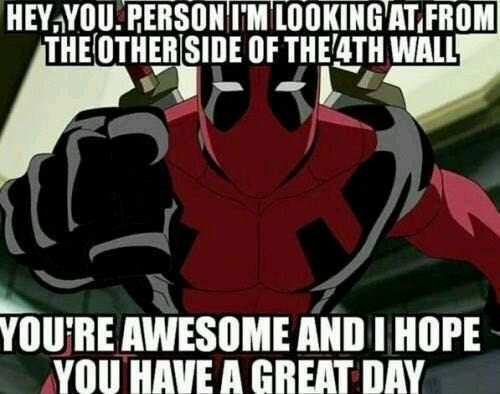 HEY, YOU. PERSON I'M LOOKING AT FROM
THE OTHER SIDE OF THE 4TH WALL
YOU'RE AWESOME AND I HOPE
YOU HAVE A GREAT DAY